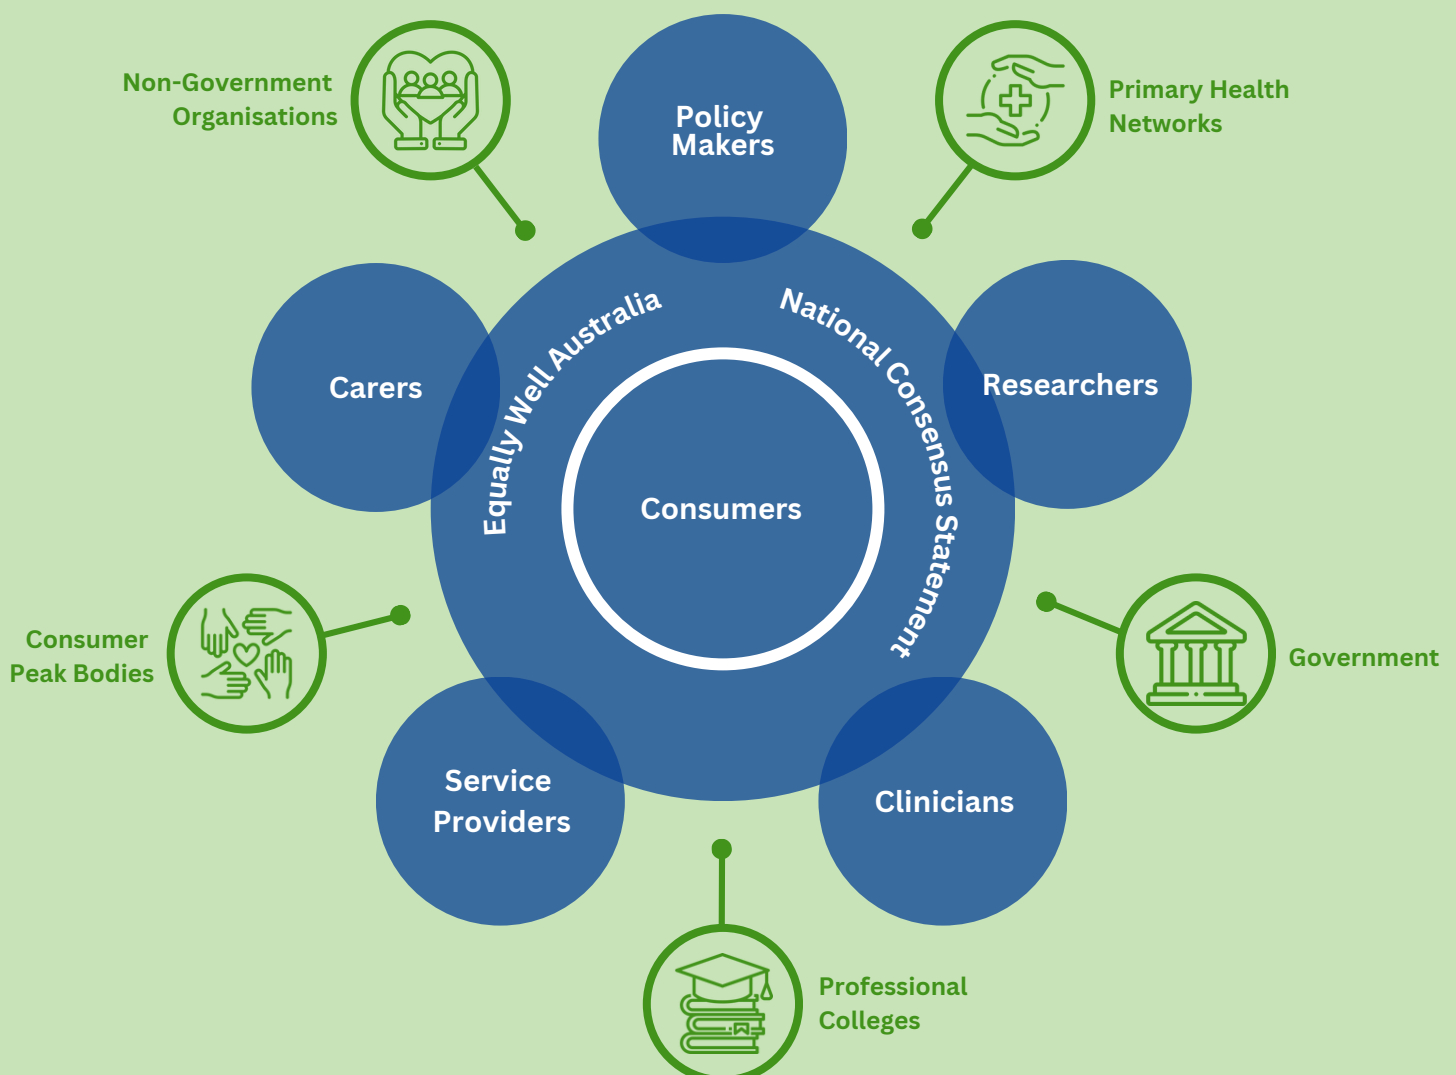 Non-Government
Organisations
Policy
Makers
Primary Health
Networks
Equally Well Australia
National Consensus Statement
Carers
Researchers
Consumers
Consumer
Peak Bodies
Government
Service
Providers
Clinicians
Professional
Colleges